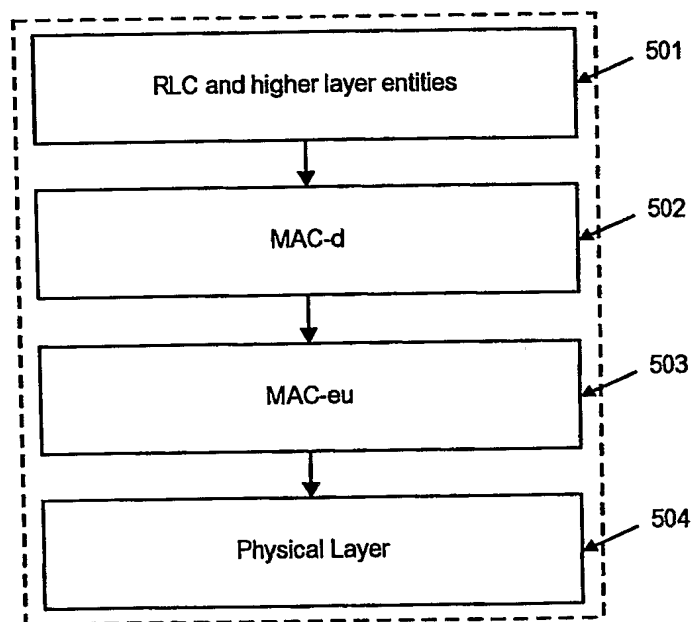 RLC and higher layer entities
501
MAC-d
502
MAC-eu
503
Physical Layer
504